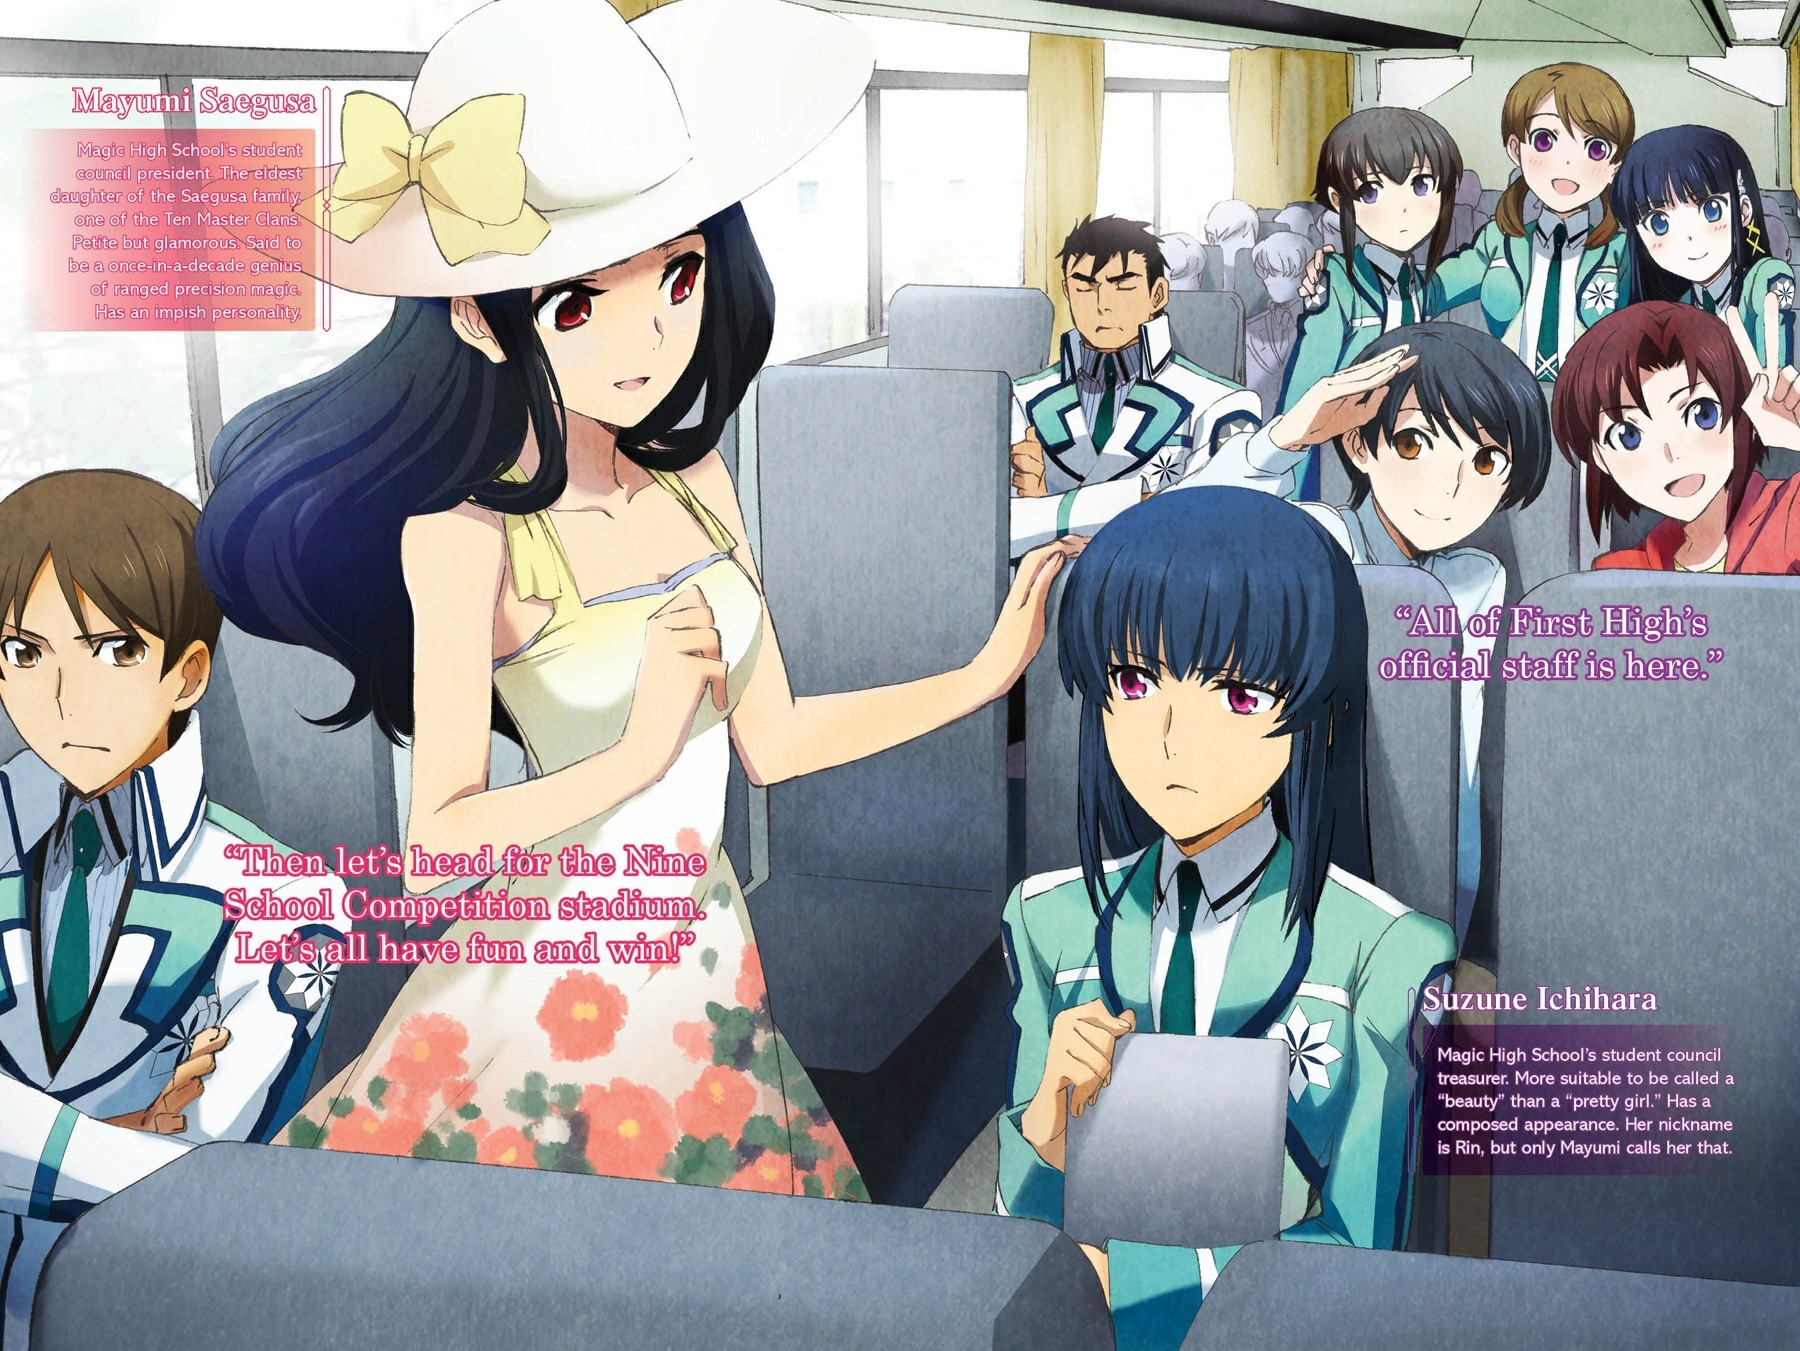 Mayumi Saegusa
Magic High School's student
council president. The eldest
daughter of the Saegusa family,
one of the Ten Master Clans.
Petite but glamorous. Said to
be a once-in-a-decade genius
of ranged precision magic.
Has an impish personality.
“Then let’s head for the Nine
School Competition stadium.
Let’s all have fun and win!”
“All of First High’s
official staff is here.”
Suzune Ichihara
Magic High School’s student council
treasurer. More suitable to be called a
“beauty” than a “pretty girl.” Has a
composed appearance. Her nickname
is Rin, but only Mayumi calls her that.